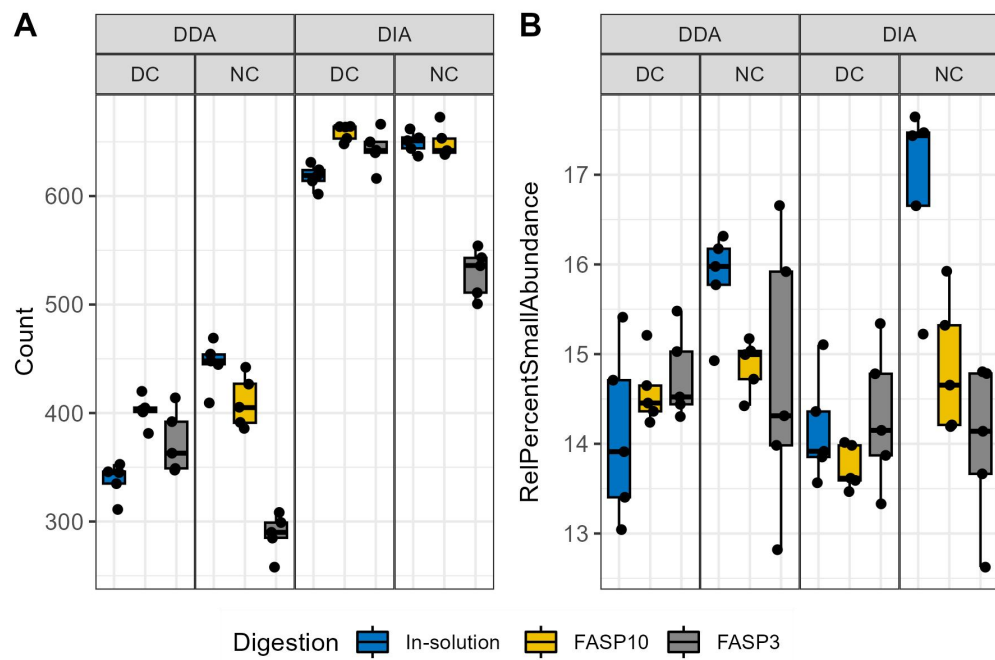 A
DDA
DIA
DC
NC
DC
NC
Count
600
500
400
300
B
DDA
DIA
DC
NC
DC
NC
RelPercentSmallAbundance
17
16
15
14
13
Digestion In-solution FASP10 FASP3